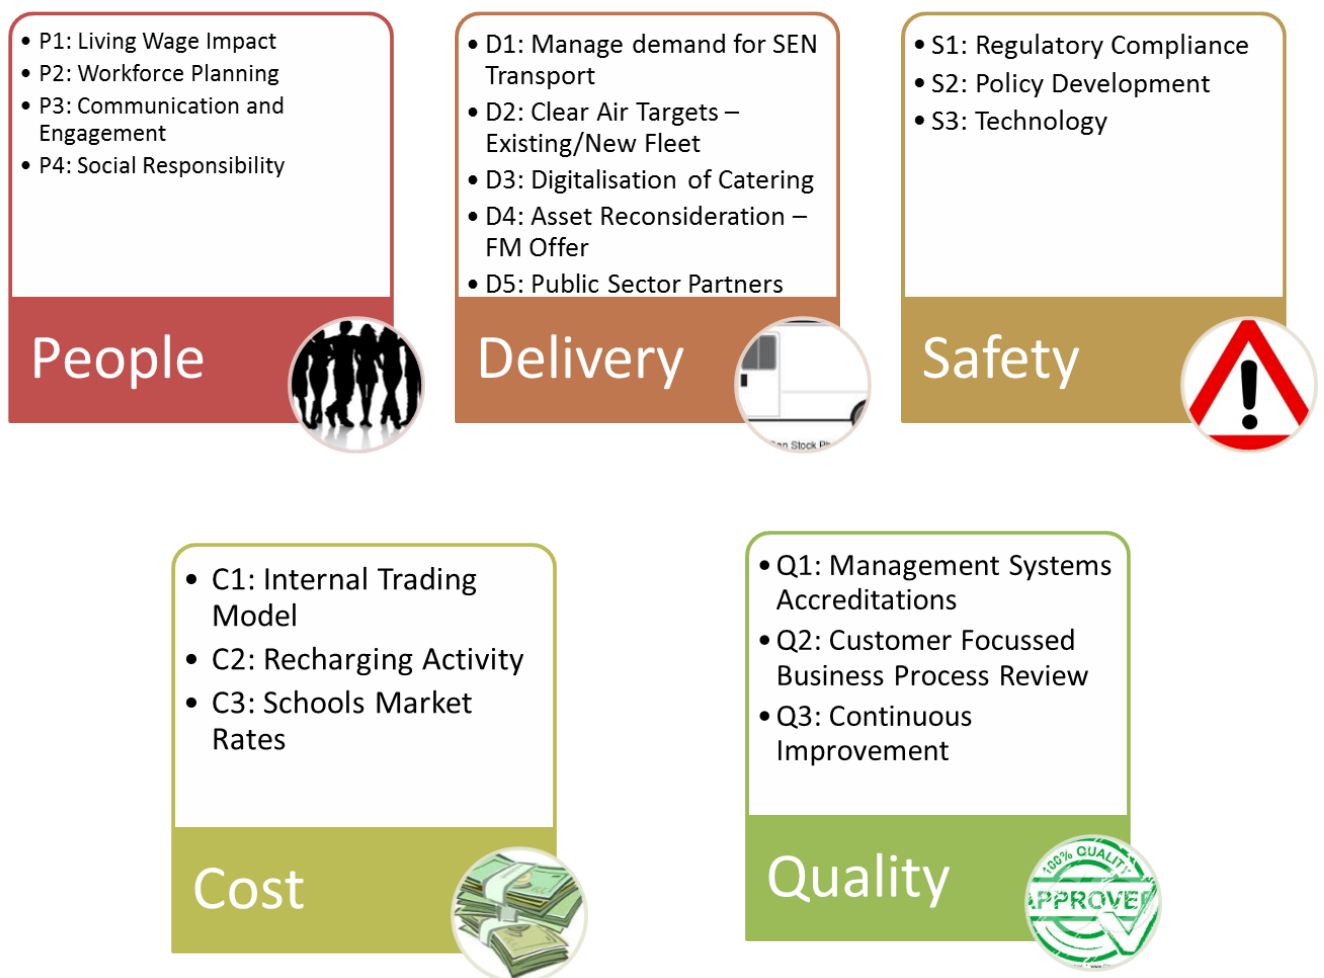 • P1: Living Wage Impact
• P2: Workforce Planning
• P3: Communication and
Engagement
• P4: Social Responsibility
People
• D1: Manage demand for SEN
Transport
• D2: Clear Air Targets –
Existing/New Fleet
• D3: Digitalisation of Catering
• D4: Asset Reconsideration –
FM Offer
• D5: Public Sector Partners
Delivery
Stock
• S1: Regulatory Compliance
• S2: Policy Development
• S3: Technology
Safety
• C1: Internal Trading
Model
• C2: Recharging Activity
• C3: Schools Market
Rates
Cost
• Q1: Management Systems
Accreditations
• Q2: Customer Focussed
Business Process Review
• Q3: Continuous
Improvement
Quality
100% QUALITY
APPROVED